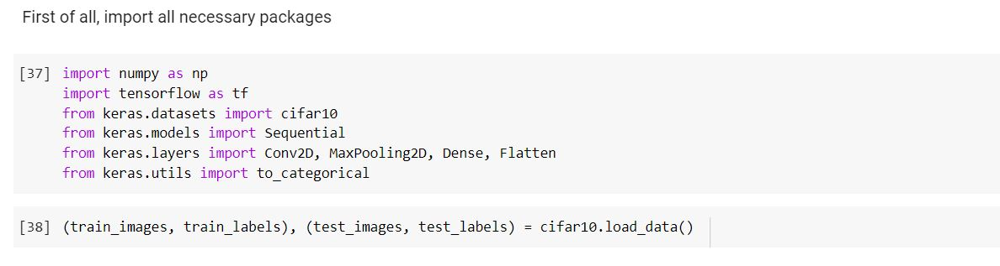 First of all, import all necessary packages
[37] import numpy as np
import tensorflow as tf
from keras.datasets import cifar10
from keras.models import Sequential
from keras.layers import Conv2D, MaxPooling2D, Dense, Flatten
from keras.utils import to_categorical
[38] (train_images, train_labels), (test_images, test_labels) = cifar10.load_data()